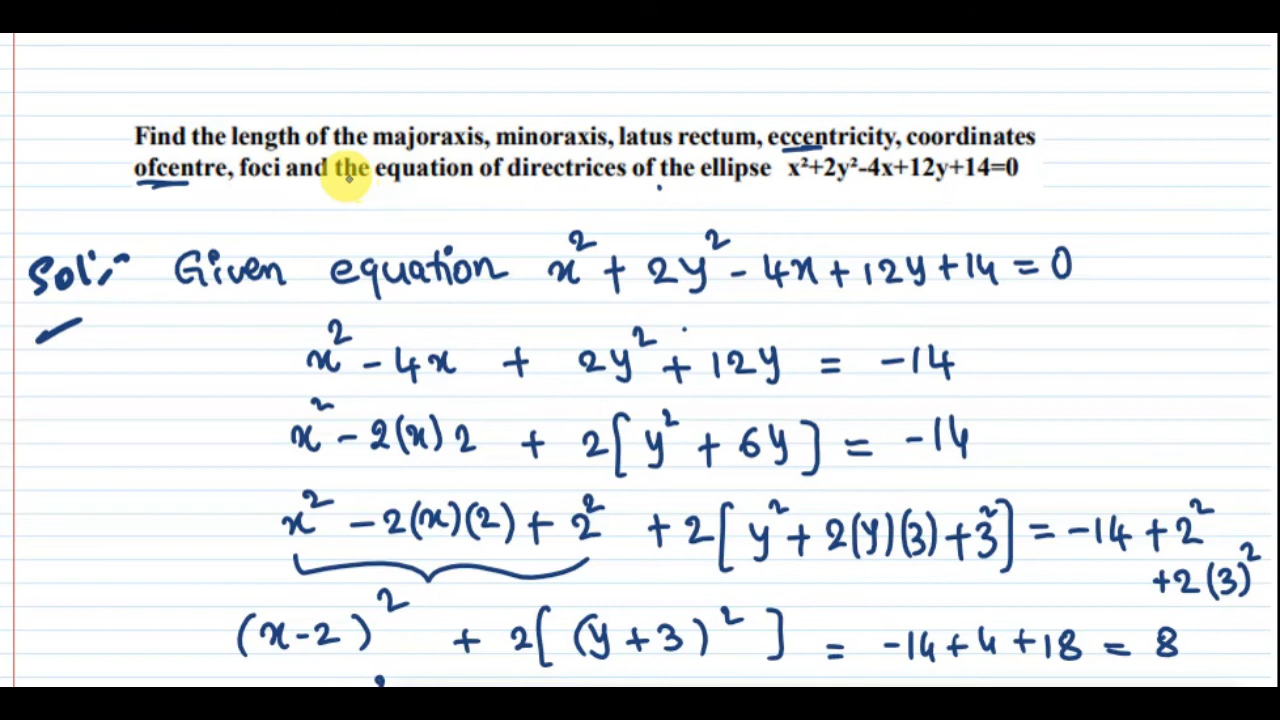 Find the length of the majoraxis, minoraxis, latus rectum, eccentricity, coordinates
ofcentre, foci and the equation of directrices of the ellipse x²+2y²-4x+12y+14=0
Sol:- Given equation x² + 2y² - 4x + 12y + 14 = 0
x² - 4x + 2y² + 12y = -14
x² - 2(x)2 + 2[y² + 6y] = -14
x² - 2(x)(2) + 2² + 2[y² + 2(y)(3) + 3²] = -14 + 2²
+2(3)²
(x-2)² + 2[(y+3)²] = -14 + 4 + 18 = 8